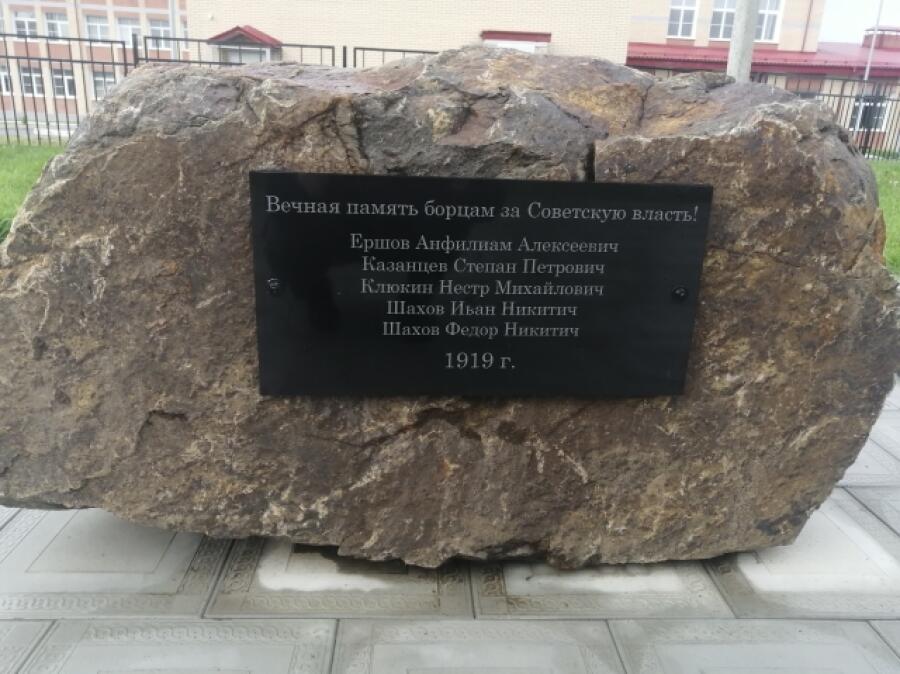 Вечная память борцам за Советскую власть!
Ершов Анфилиам Алексеевич
Казанцев Степан Петрович
Клюкин Нестр Михайлович
Шахов Иьан Никитич
Шахов Федор Никитич
1919 г.